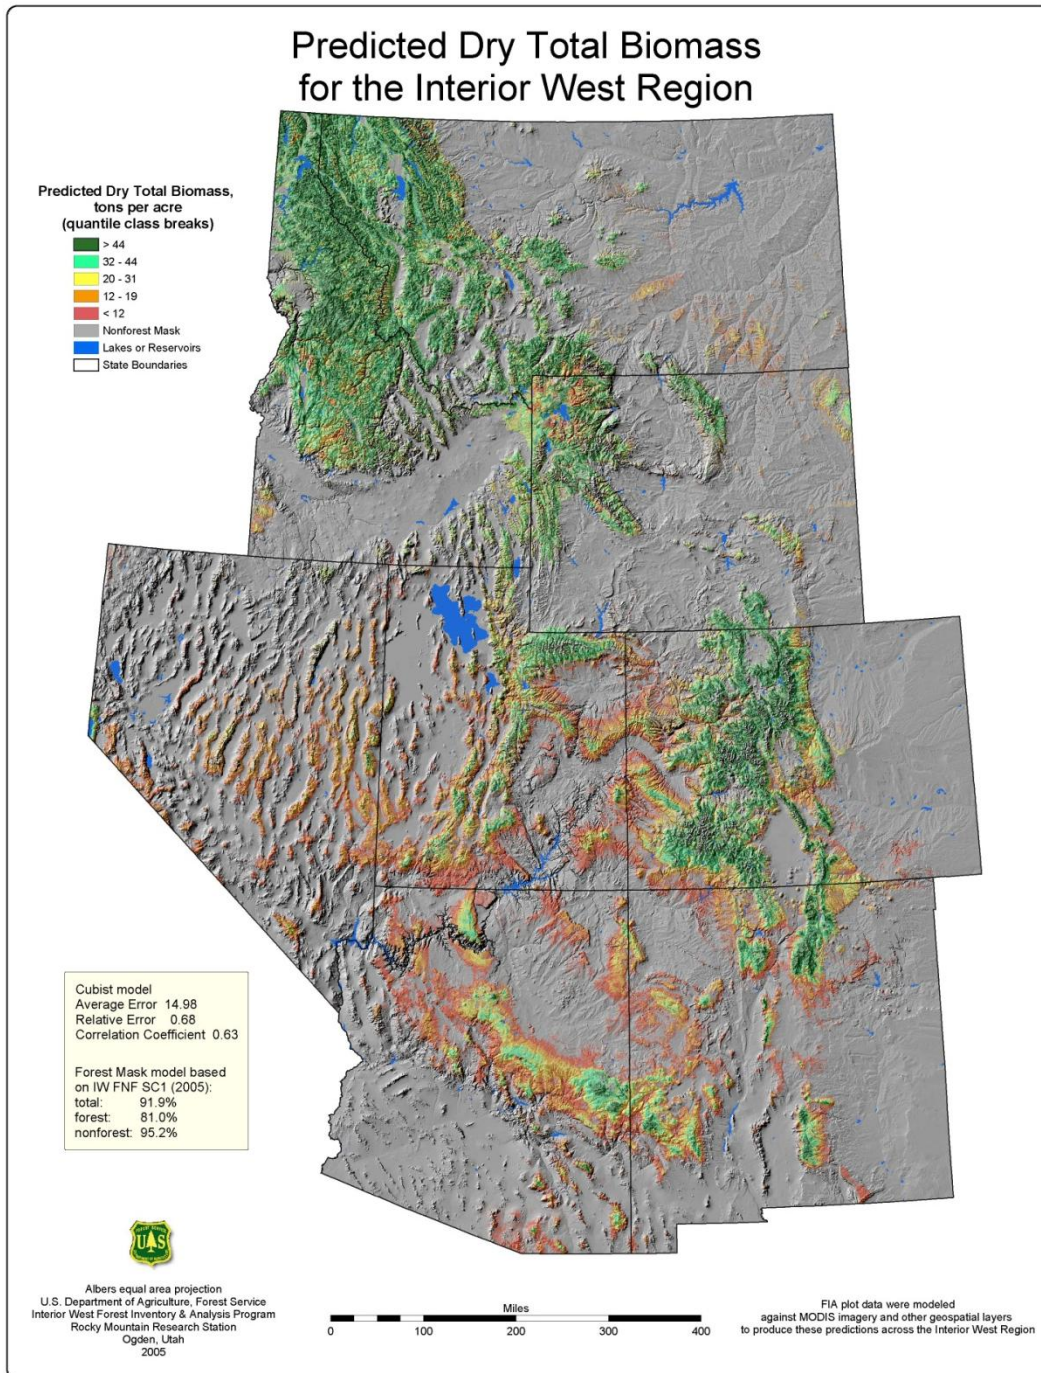 Predicted Dry Total Biomass
for the Interior West Region
Predicted Dry Total Biomass,
tons per acre
(quantile class breaks)
> 44
32 - 44
20 - 31
12 - 19
< 12
Nonforest Mask
Lakes or Reservoirs
State Boundaries
Cubist model
Average Error 14.98
Relative Error 0.68
Correlation Coefficient 0.63
Forest Mask model based
on IW FNF SC1 (2005):
total: 91.9%
forest: 81.0%
nonforest: 95.2%
FOREST SERVICE
U S
Albers equal area projection
U.S. Department of Agriculture, Forest Service
Interior West Forest Inventory & Analysis Program
Rocky Mountain Research Station
Ogden, Utah
2005
Miles
0 100 200 300 400
FIA plot data were modeled
against MODIS imagery and other geospatial layers
to produce these predictions across the Interior West Region